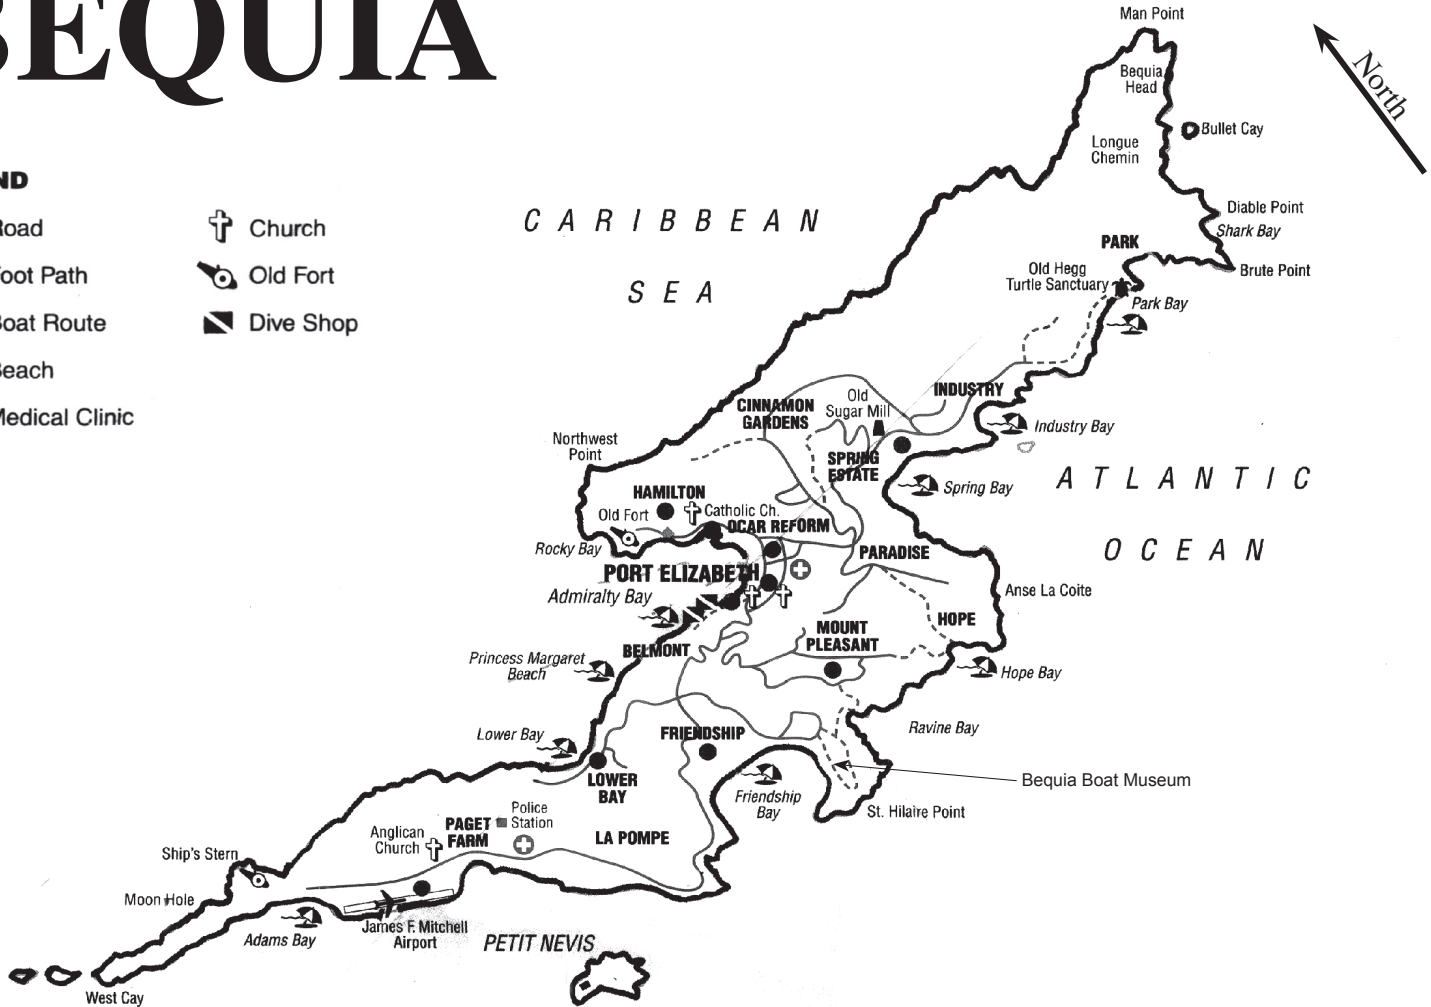 BEQUIA
ND
Road
Foot Path
Boat Route
Beach
Medical Clinic
Church
Old Fort
Dive Shop
North
CARIBBEAN
SEA
ATLANTIC
OCEAN
Man Point
Bequia
Head
Bullet Cay
Longue
Chemin
Diable Point
Shark Bay
PARK
Brute Point
Old Hegg
Turtle Sanctuary
Park Bay
INDUSTRY
Old
Sugar Mill
CINNAMON
GARDENS
Industry Bay
Northwest
Point
SPRING
ESTATE
Spring Bay
HAMILTON
Old Fort
Catholic Ch.
OCAR REFORM
Rocky Bay
PARADISE
PORT ELIZABETH
Admiralty Bay
Anse La Coite
HOPE
MOUNT
PLEASANT
BELMONT
Princess Margaret
Beach
Hope Bay
Ravine Bay
Lower Bay
FRIENDSHIP
LOWER
BAY
Bequia Boat Museum
Friendship
Bay
St. Hilaire Point
Police
Station
PAGET
FARM
Anglican
Church
LA POMPE
Ship's Stern
Moon Hole
Adams Bay
James F. Mitchell
Airport
PETIT NEVIS
West Cay